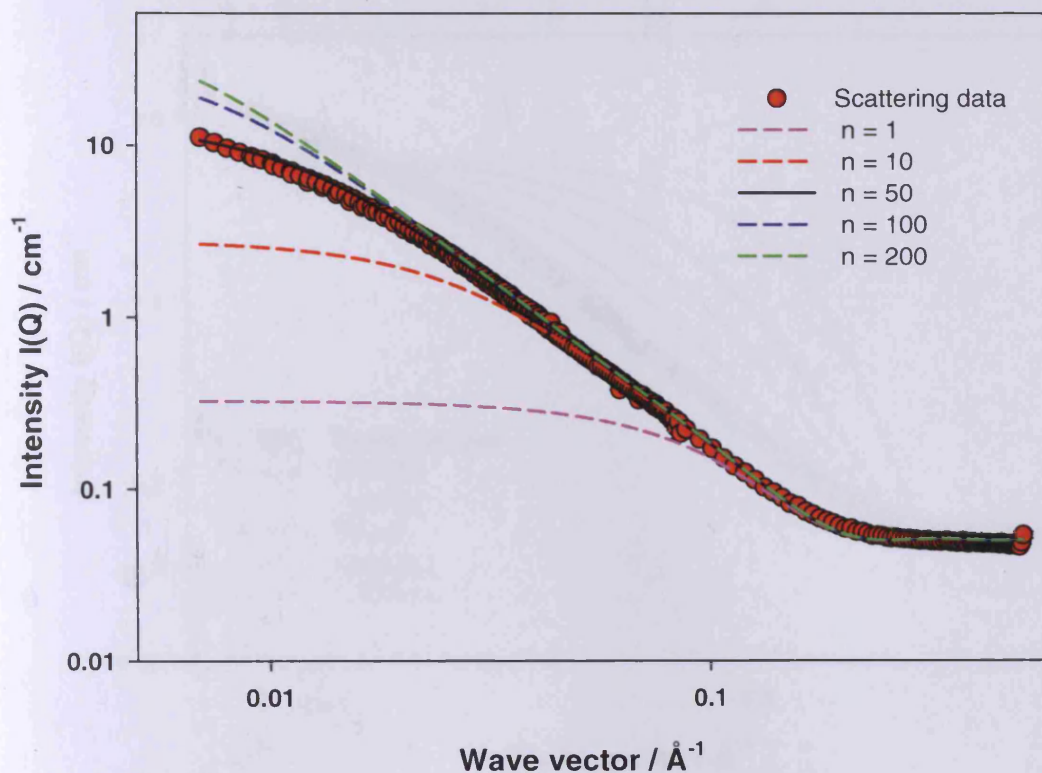 Intensity I(Q) / cm⁻¹
10
1
0.1
0.01
Scattering data
n = 1
n = 10
n = 50
n = 100
n = 200
0.01
0.1
Wave vector / Å⁻¹